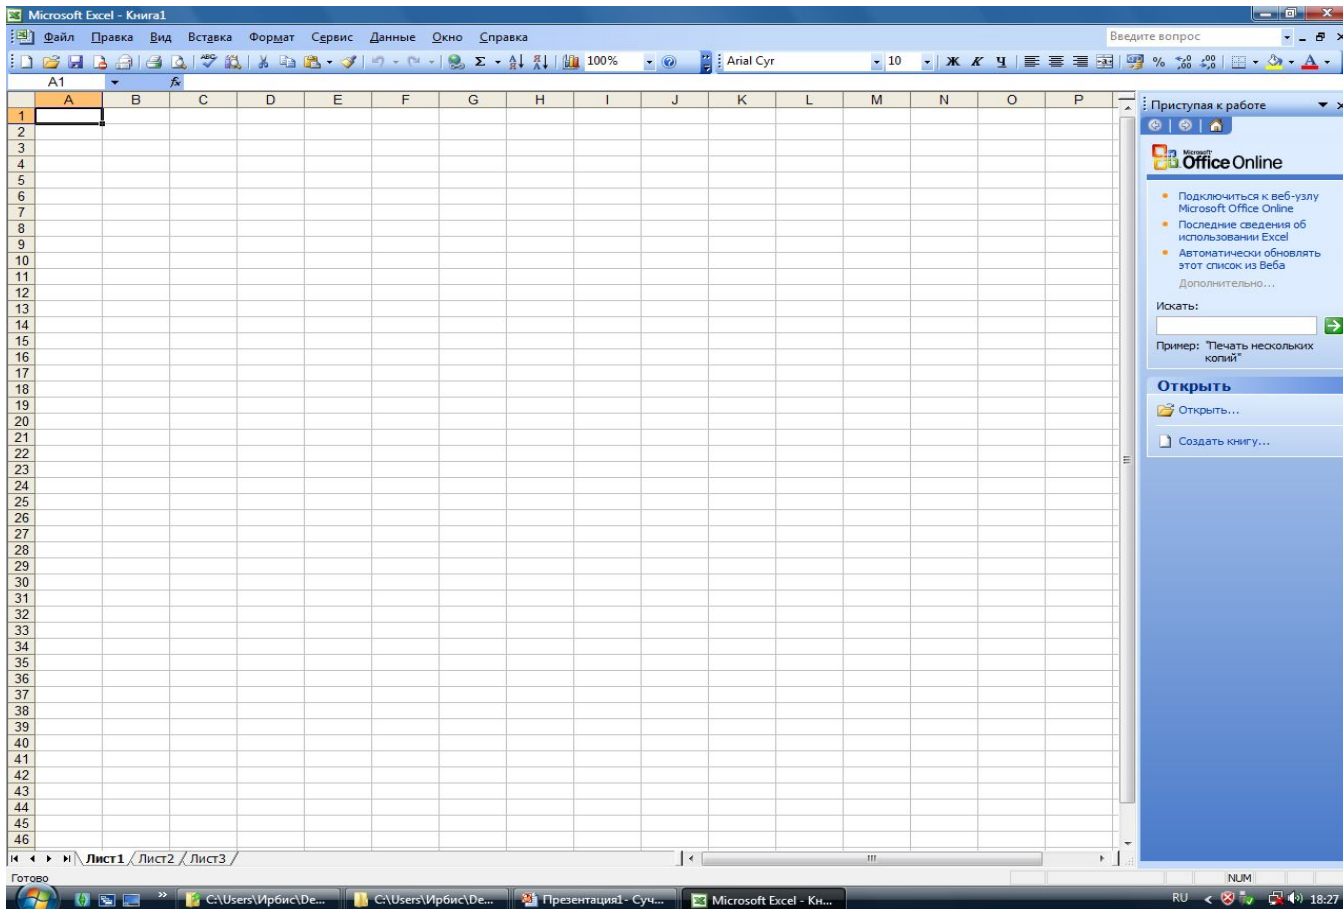 Microsoft Excel - Книга1
Файл Правка Вид Вставка Формат Сервис Данные Окно Справка Введите вопрос
100% Arial Cyr 10 Ж К Ч
A1 fx
A B C D E F G H I J K L M N O P
1
2
3
4
5
6
7
8
9
10
11
12
13
14
15
16
17
18
19
20
21
22
23
24
25
26
27
28
29
30
31
32
33
34
35
36
37
38
39
40
41
42
43
44
45
46
Приступая к работе
Microsoft
Office Online
Подключиться к веб-узлу
Microsoft Office Online
Последние сведения об
использовании Excel
Автоматически обновлять
этот список из Веба
Дополнительно...
Искать:
Пример: "Печать нескольких
копий"
Открыть
Открыть...
Создать книгу...
Лист1 Лист2 Лист3
Готово NUM
C:\Users\Ирбис\De... C:\Users\Ирбис\De... Презентация1- Суч... Microsoft Excel - Кн... RU 18:27